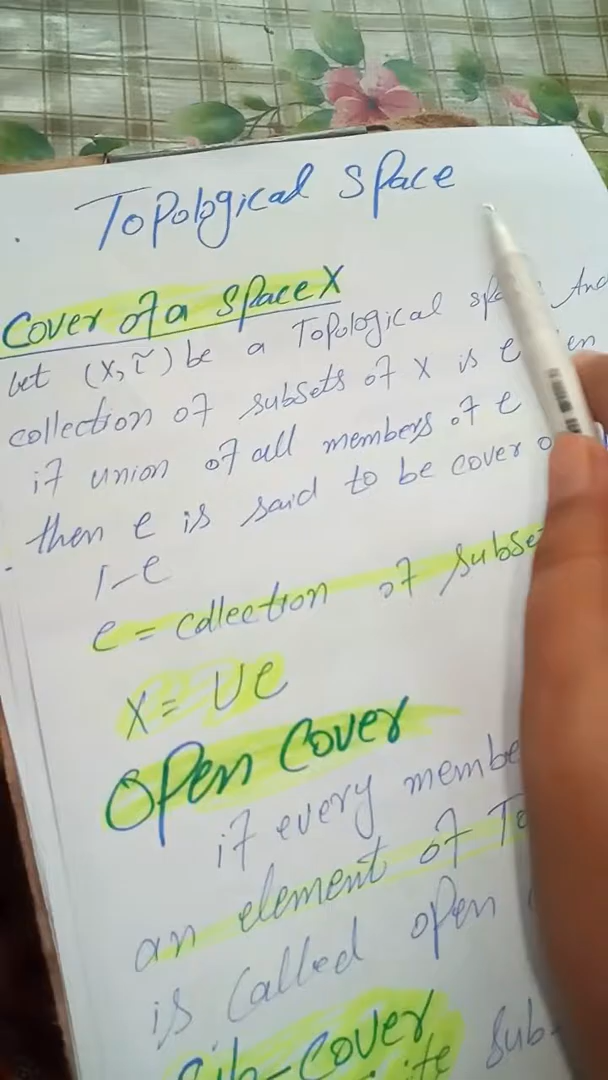 Topological Space
Cover of a Space X
Let (X, τ) be a Topological And
collection of subsets of X is e
if union of all members of e
then e is said to be cover
i-e
e = collection of
X = Ue
Open Cover
if every
an element of
is called open
Sub-Cover